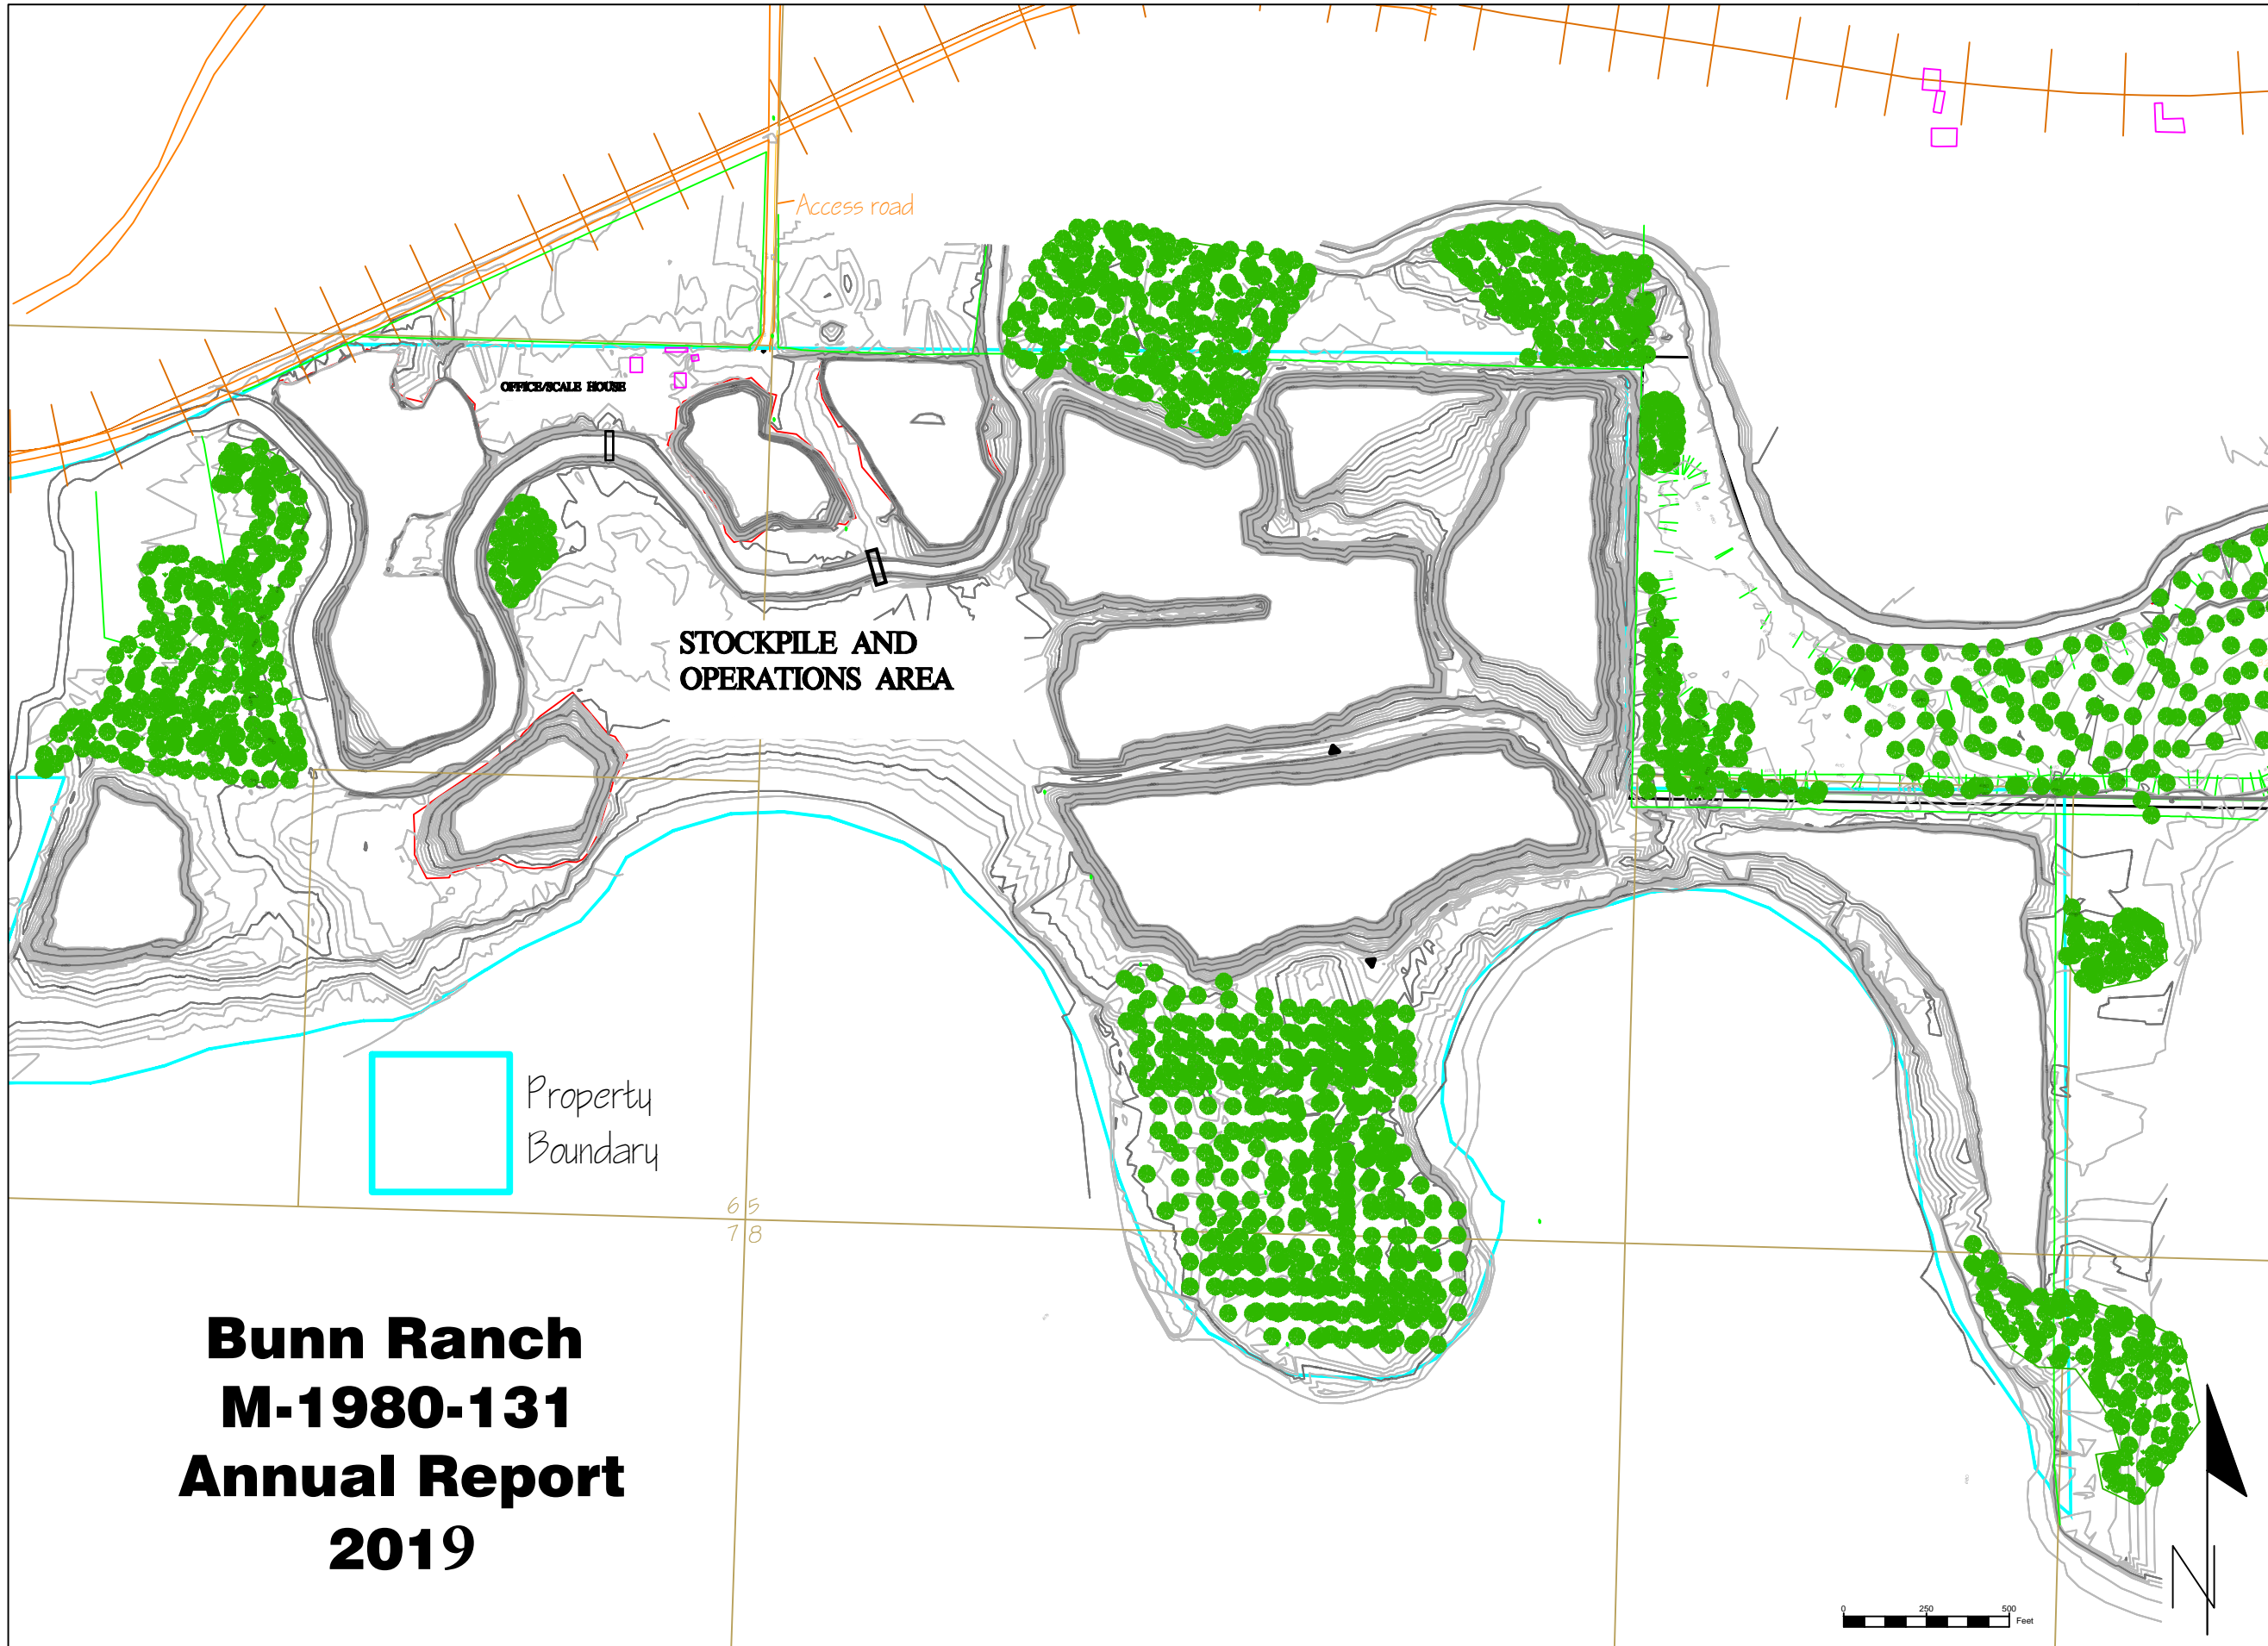 Access road
OFFICE/SCALE HOUSE
STOCKPILE AND
OPERATIONS AREA
Property
Boundary
6 5
7 8
Bunn Ranch
M-1980-131
Annual Report
2019
0 250 500
Feet
N